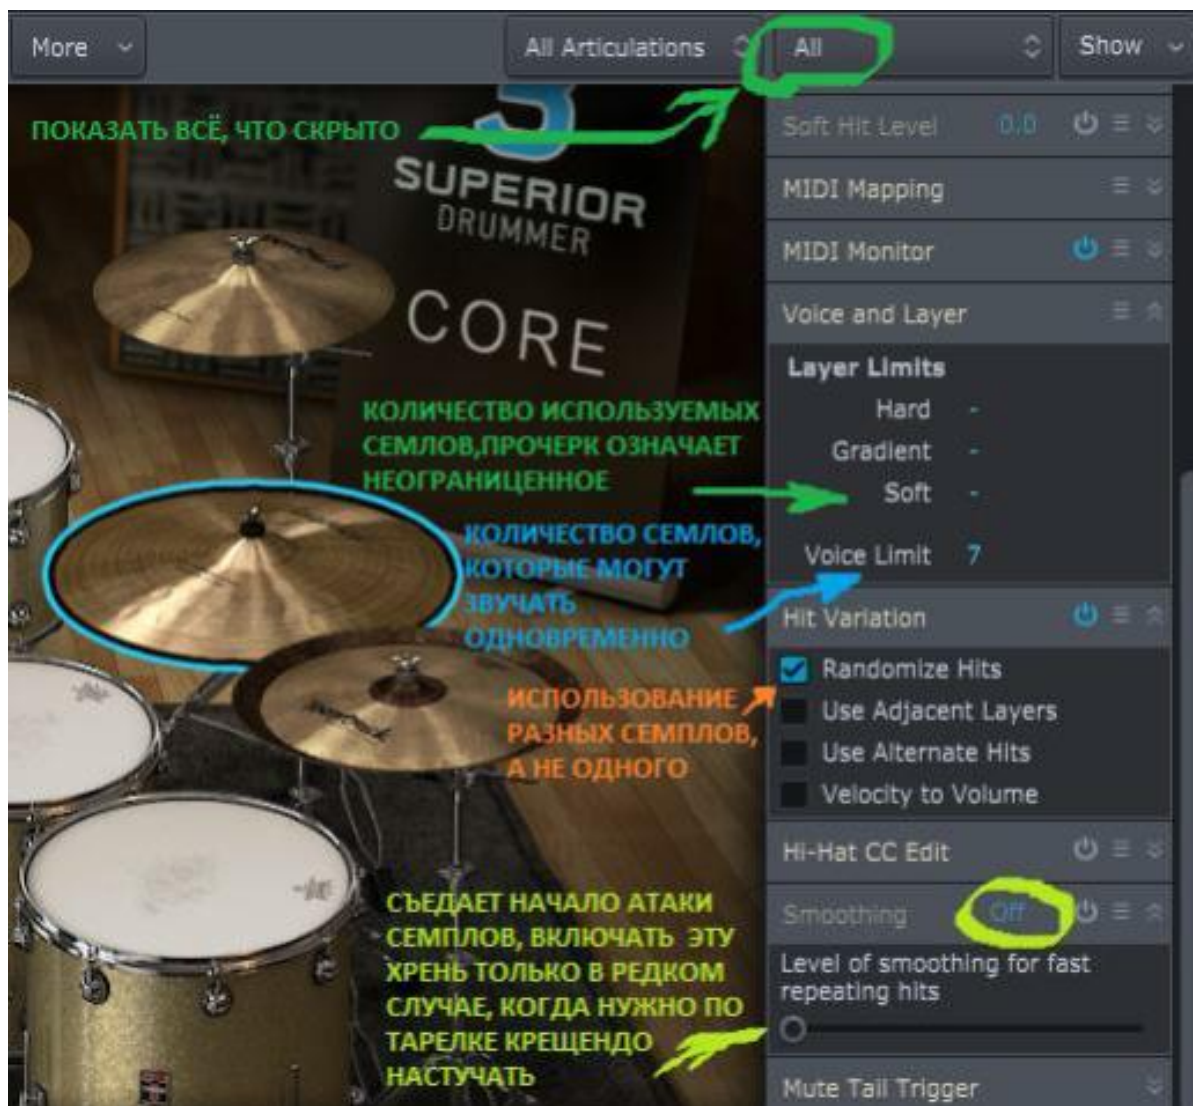 More
All Articulations
All
Show
ПОКАЗАТЬ ВСЁ, ЧТО СКРЫТО
3
SUPERIOR
DRUMMER
CORE
Soft Hit Level 0.0
MIDI Mapping
MIDI Monitor
Voice and Layer
Layer Limits
Hard -
Gradient -
Soft -
Voice Limit 7
КОЛИЧЕСТВО ИСПОЛЬЗУЕМЫХ
СЕМЛОВ,ПРОЧЕРК ОЗНАЧАЕТ
НЕОГРАНИЦЕННОЕ
КОЛИЧЕСТВО СЕМЛОВ,
КОТОРЫЕ МОГУТ
ЗВУЧАТЬ
ОДНОВРЕМЕННО
Hit Variation
Randomize Hits
Use Adjacent Layers
Use Alternate Hits
Velocity to Volume
ИСПОЛЬЗОВАНИЕ
РАЗНЫХ СЕМПЛОВ,
А НЕ ОДНОГО
Hi-Hat CC Edit
Smoothing Off
Level of smoothing for fast
repeating hits
СЪЕДАЕТ НАЧАЛО АТАКИ
СЕМПЛОВ, ВКЛЮЧАТЬ ЭТУ
ХРЕНЬ ТОЛЬКО В РЕДКОМ
СЛУЧАЕ, КОГДА НУЖНО ПО
ТАРЕЛКЕ КРЕЩЕНДО
НАСТУЧАТЬ
Mute Tail Trigger